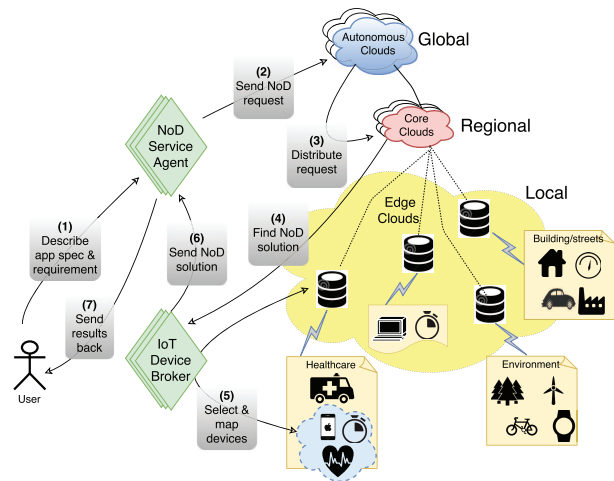 Autonomous
Clouds
Global
(2)
Send NoD
request
Core
Clouds
Regional
(3)
Distribute
request
NoD
Service
Agent
Local
Edge
Clouds
(1)
Describe
app spec &
requirement
(6)
Send NoD
solution
(4)
Find NoD
solution
Building/streets
(7)
Send
results
back
IoT
Device
Broker
User
(5)
Select &
map
devices
Healthcare
Environment